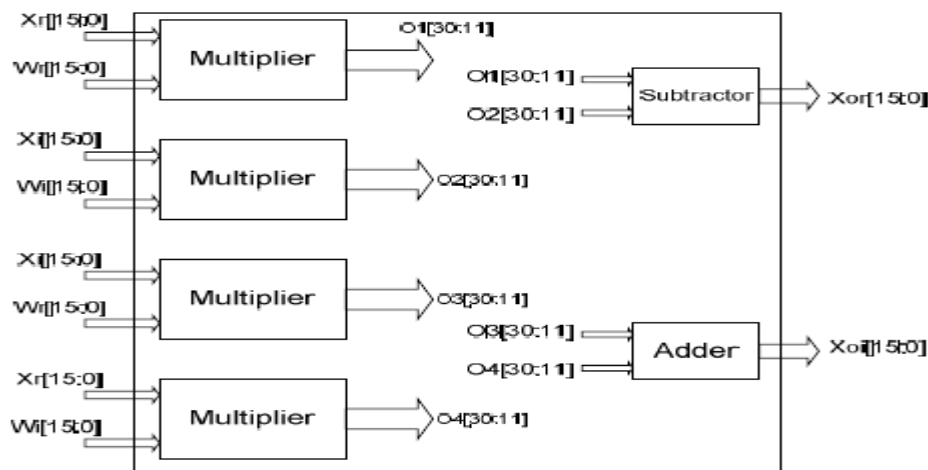 Xr[15:0]
Multiplier
O1[30:11]
Wr[15:0]
O1[30:11]
Subtractor
Xor[15:0]
O2[30:11]
Xi[15:0]
Multiplier
O2[30:11]
Wi[15:0]
Xi[15:0]
Multiplier
O3[30:11]
Wr[15:0]
O3[30:11]
Adder
Xoi[15:0]
O4[30:11]
Xr[15:0]
Multiplier
O4[30:11]
Wi[15:0]